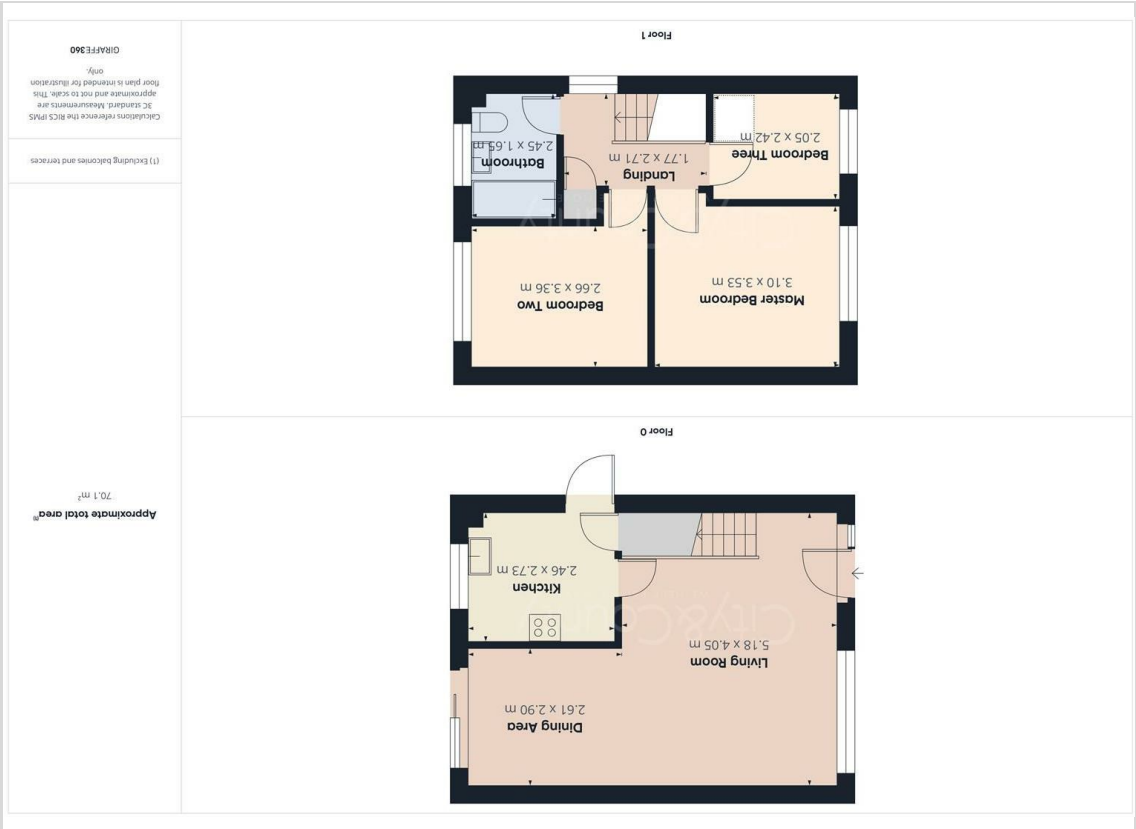 Floor 0
Living Room
5.18 x 4.05 m
Dining Area
2.61 x 2.90 m
Kitchen
2.46 x 2.73 m
City&County
Floor 1
Master Bedroom
3.10 x 3.53 m
Bedroom Two
2.66 x 3.36 m
Landing
1.77 x 2.71 m
Bedroom Three
2.05 x 2.42 m
Bathroom
2.45 x 1.65 m
City&County
Approximate total area⁽¹⁾
70.1 m²
(1) Excluding balconies and terraces
Calculations reference the RICS IPMS
3C standard. Measurements are
approximate and not to scale. This
floor plan is intended for illustration
only.
GIRAFFE360